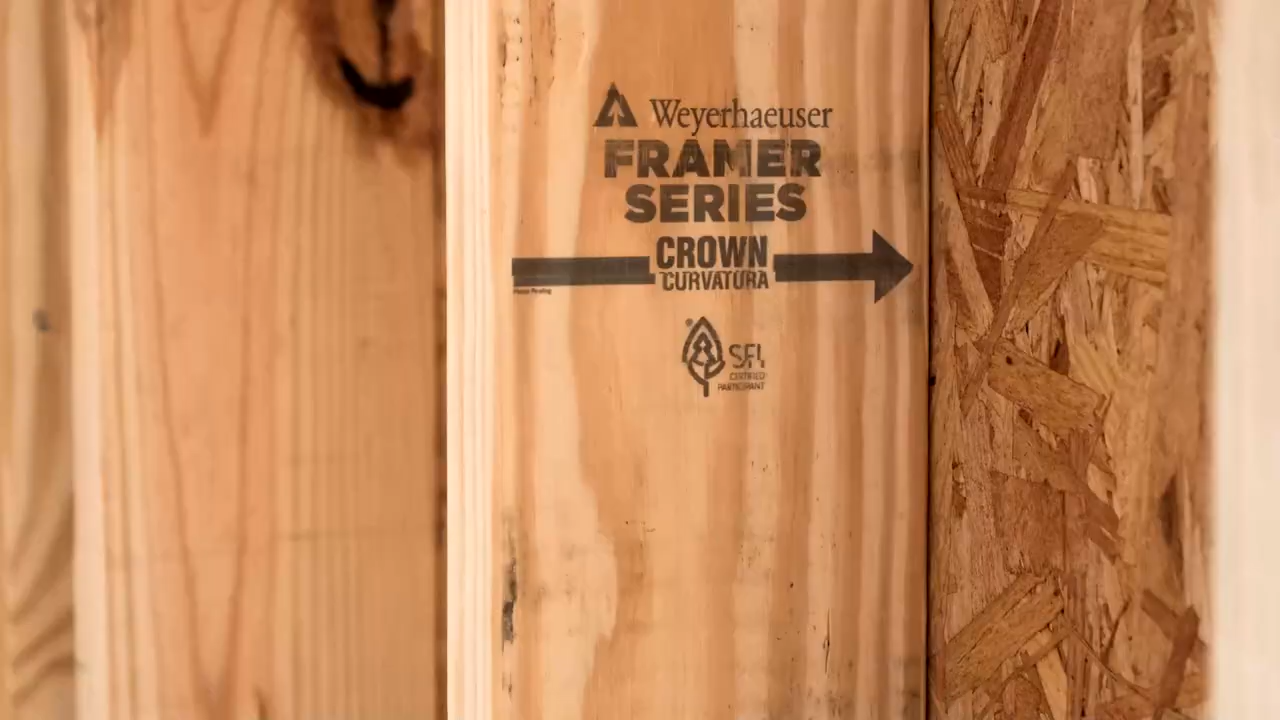 Weyerhaeuser
FRAMER
SERIES
CROWN
CURVATURA
SFI
CERTIFIED
PARTICIPANT